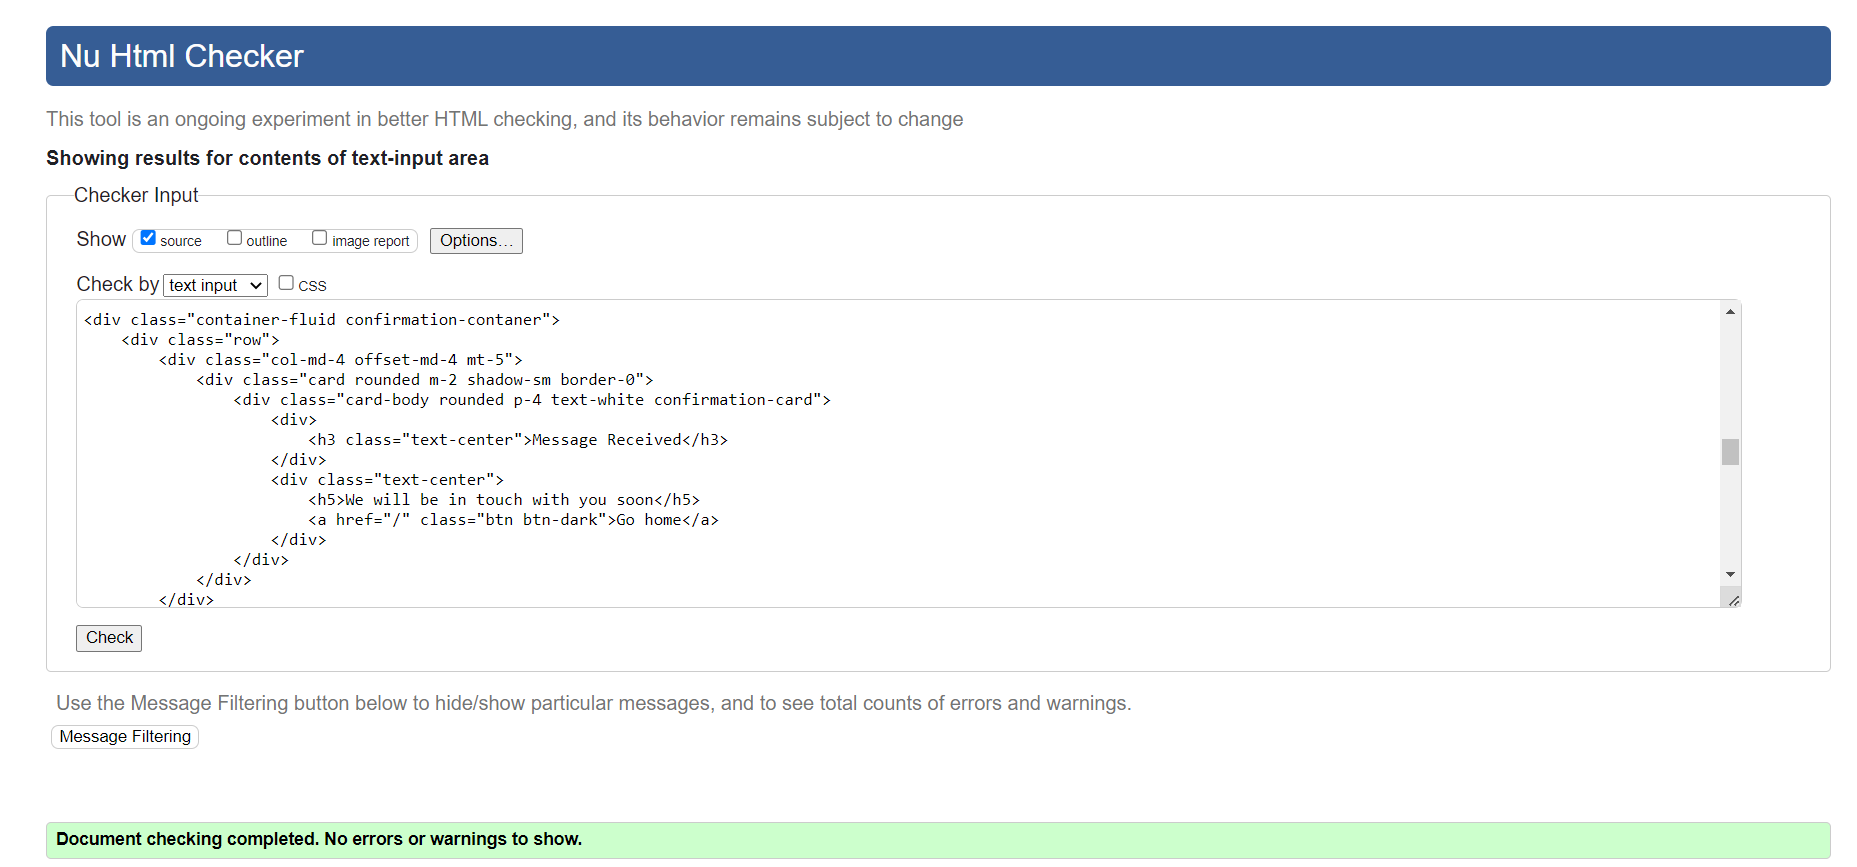 Nu Html Checker
This tool is an ongoing experiment in better HTML checking, and its behavior remains subject to change
Showing results for contents of text-input area
Checker Input
Show source outline image report Options...
Check by text input CSS
<div class="container-fluid confirmation-contaner">
    <div class="row">
        <div class="col-md-4 offset-md-4 mt-5">
            <div class="card rounded m-2 shadow-sm border-0">
                <div class="card-body rounded p-4 text-white confirmation-card">
                    <div>
                        <h3 class="text-center">Message Received</h3>
                    </div>
                    <div class="text-center">
                        <h5>We will be in touch with you soon</h5>
                        <a href="/" class="btn btn-dark">Go home</a>
                    </div>
                </div>
            </div>
        </div>
Check
Use the Message Filtering button below to hide/show particular messages, and to see total counts of errors and warnings.
Message Filtering
Document checking completed. No errors or warnings to show.